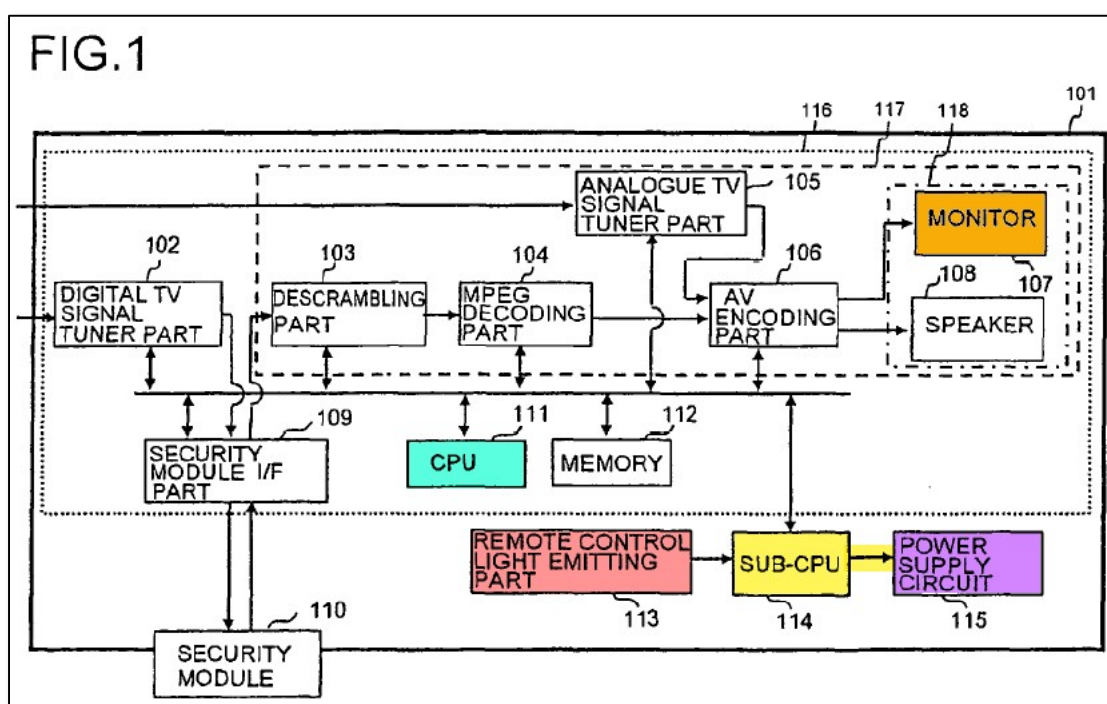 FIG.1
101
116
117
118
ANALOGUE TV
SIGNAL
TUNER PART
105
MONITOR
107
102
DIGITAL TV
SIGNAL
TUNER PART
103
DESCRAMBLING
PART
104
MPEG
DECODING
PART
106
AV
ENCODING
PART
108
SPEAKER
109
SECURITY
MODULE I/F
PART
111
CPU
112
MEMORY
REMOTE CONTROL
LIGHT EMITTING
PART
113
SUB-CPU
114
POWER
SUPPLY
CIRCUIT
115
110
SECURITY
MODULE